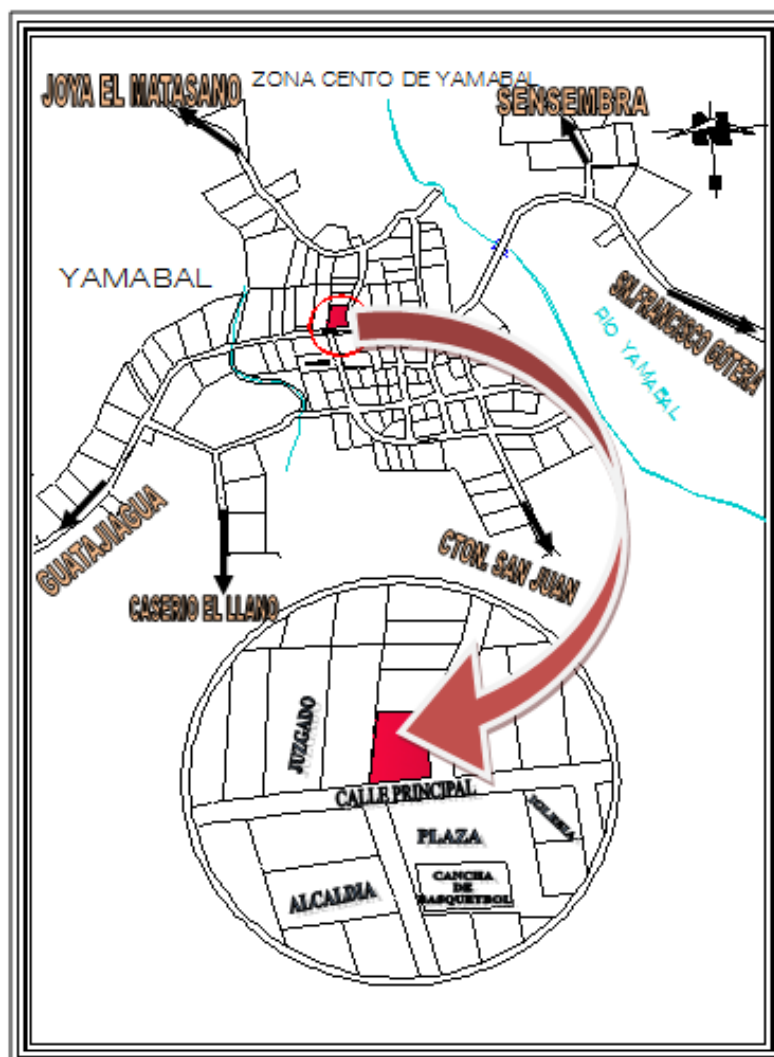 ZONA CENTO DE YAMABAL
JOYA EL MATASANO
SENSEMBRA
YAMABAL
SN.FRANCISCO GOTERA
RÍO YAMABAL
GUATAJIAGUA
CASERIO EL LLANO
CTON. SAN JUAN
JUZGADO
CALLE PRINCIPAL
PLAZA
IGLESIA
ALCALDIA
CANCHA
DE
BASQUETBOL